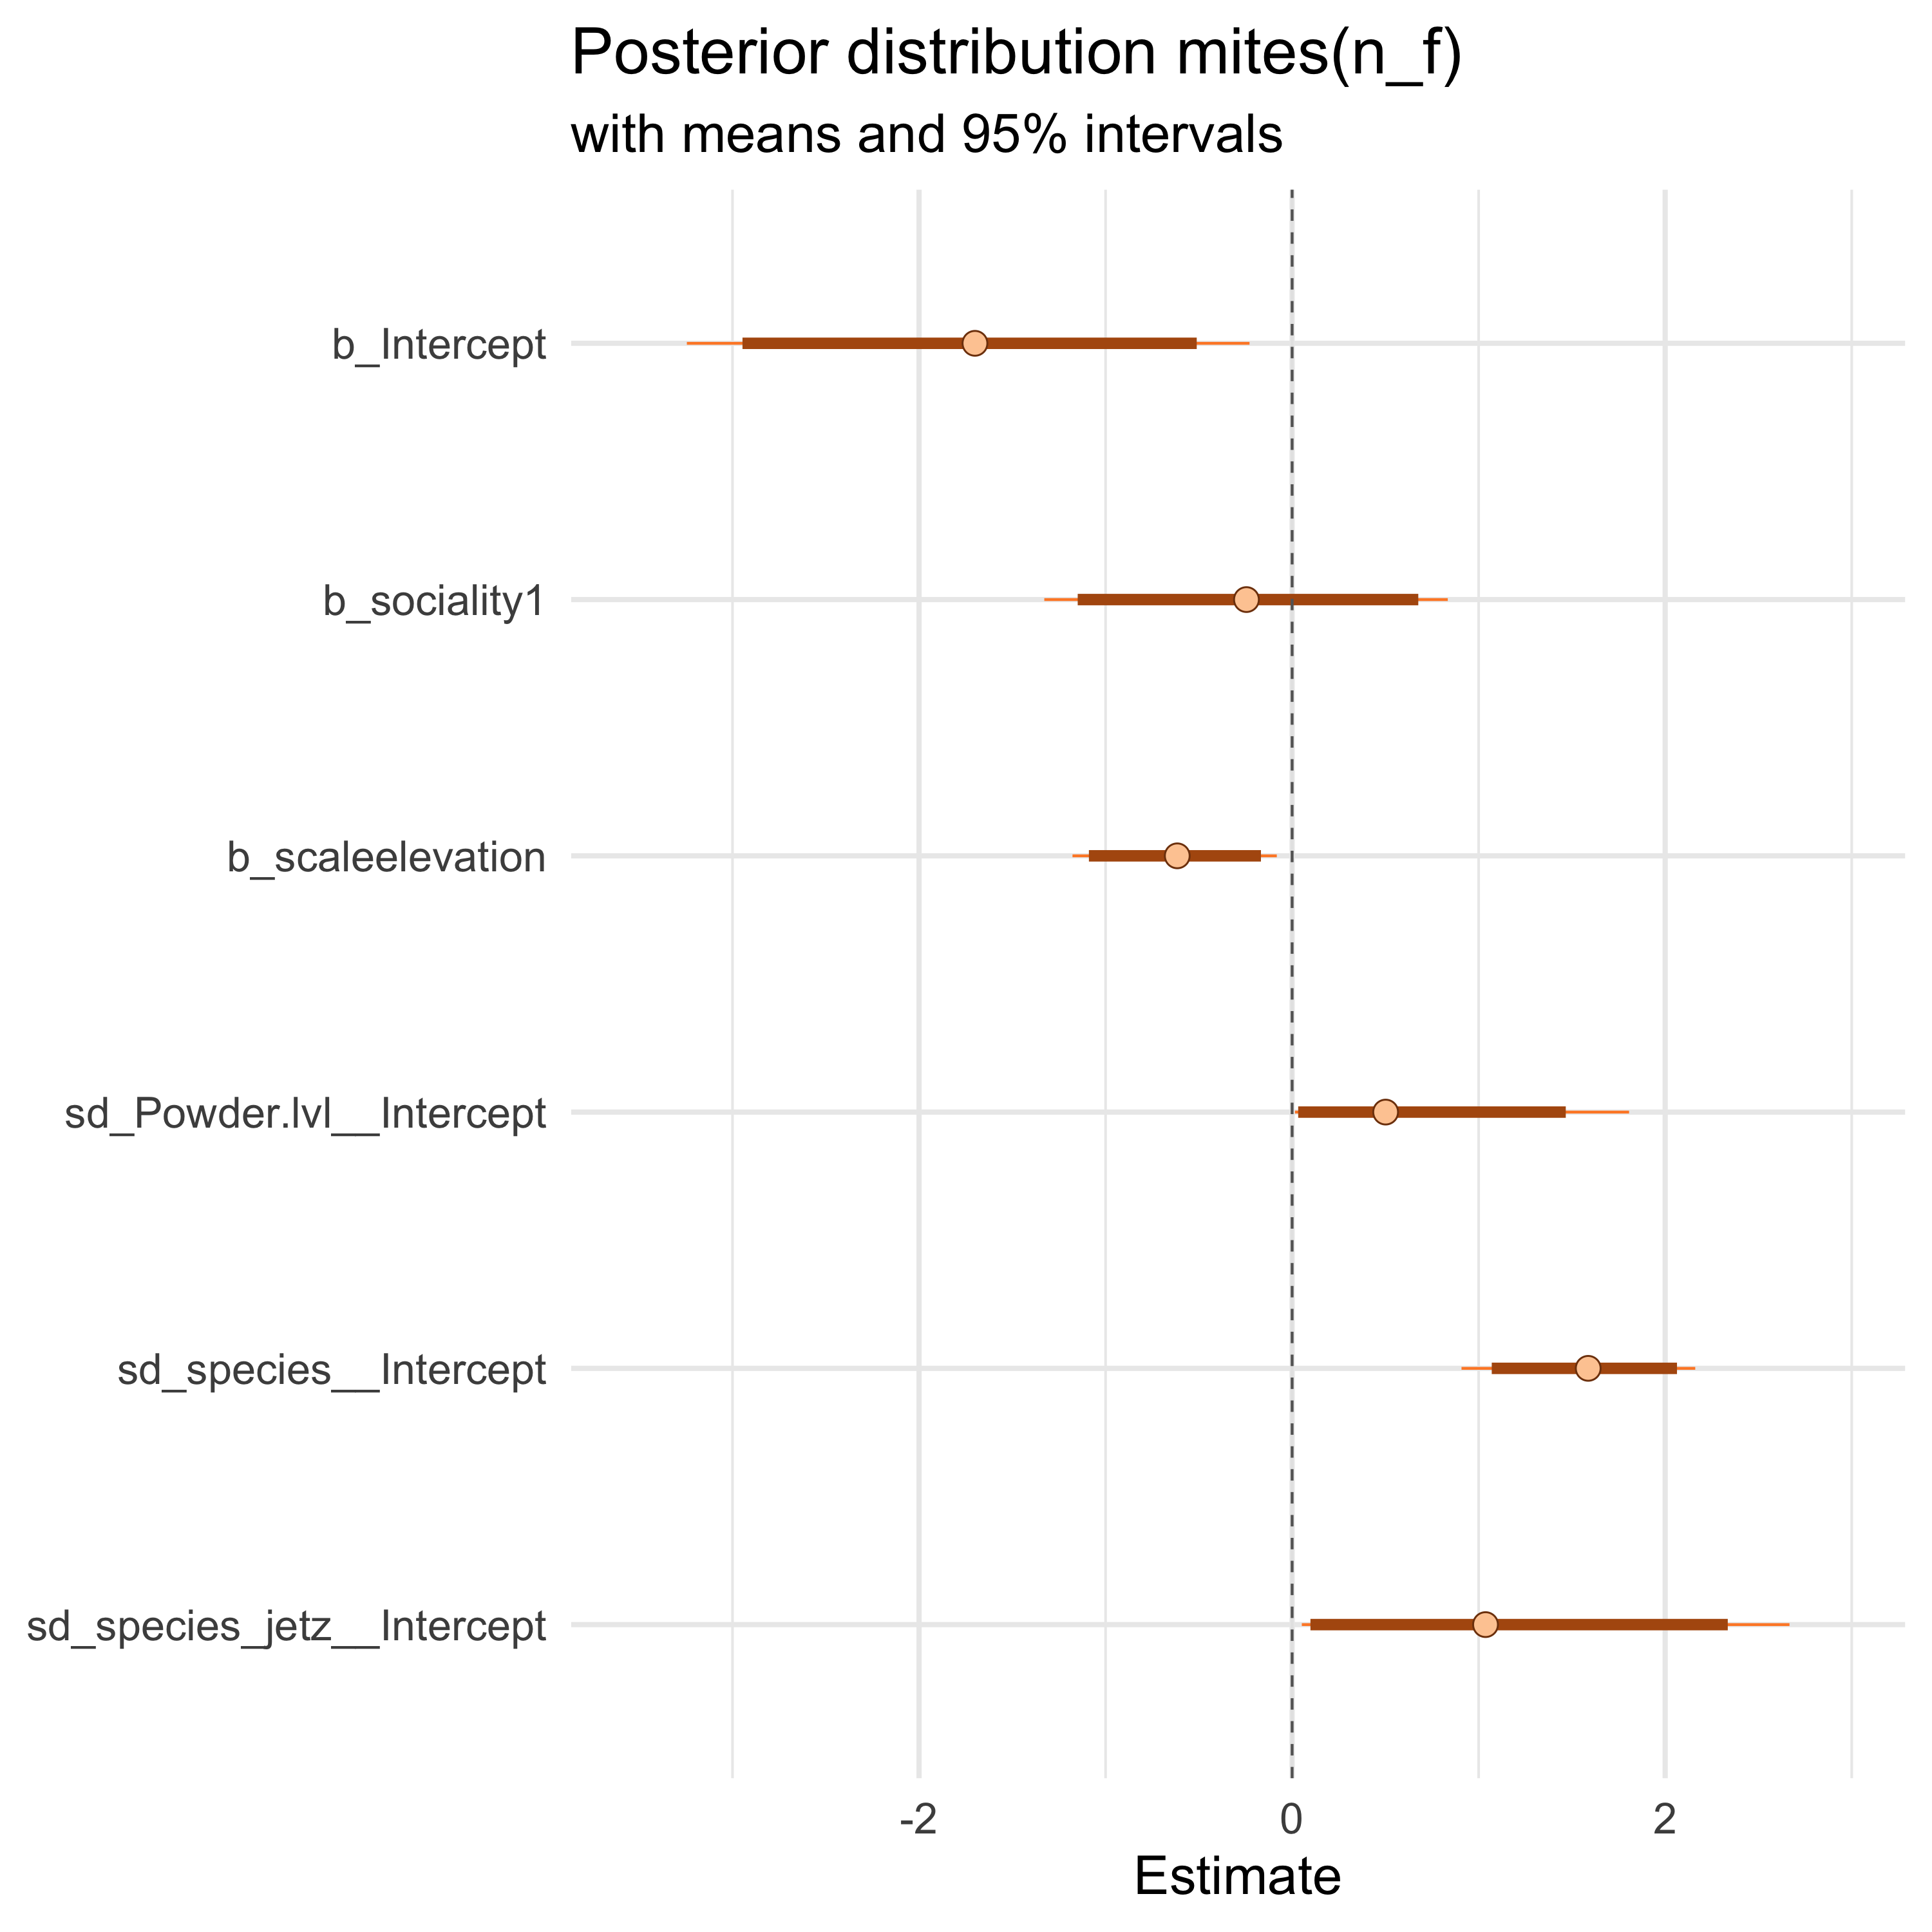 Posterior distribution mites(n_f)
with means and 95% intervals
b_Intercept
b_sociality1
b_scaleelevation
sd_Powder.lvl__Intercept
sd_species__Intercept
sd_species_jetz__Intercept
-2 0 2
Estimate